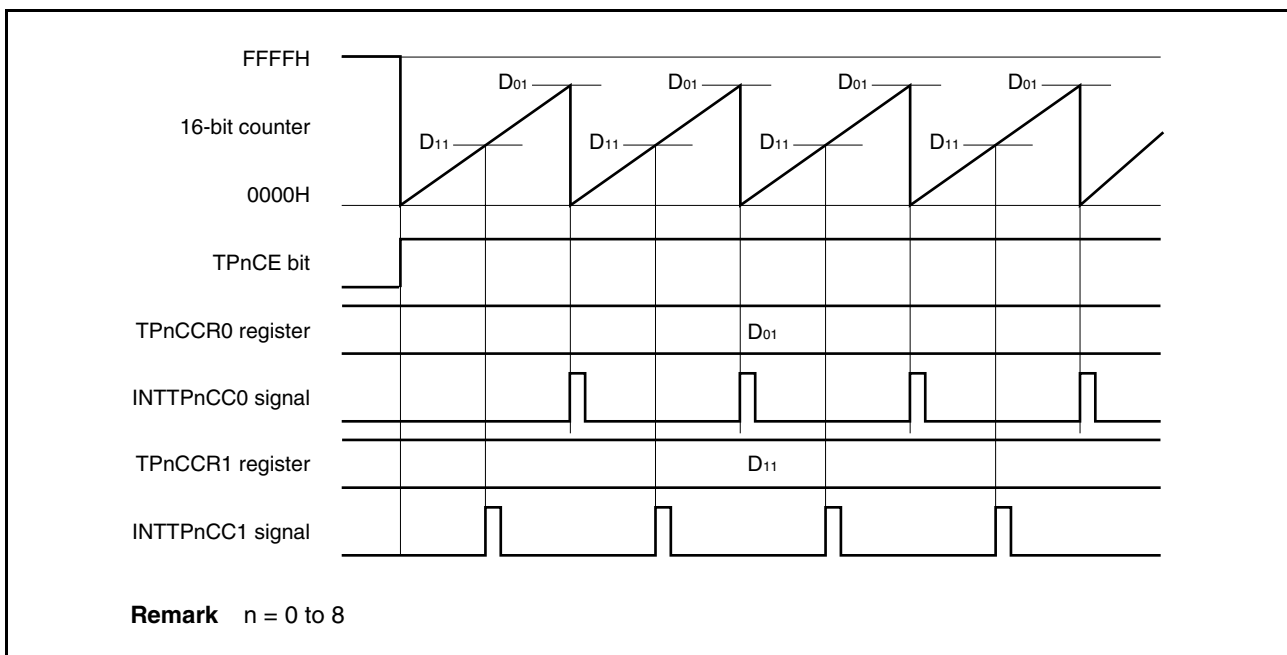 FFFFH
D01 D01 D01 D01
16-bit counter
D11 D11 D11 D11
0000H
TPnCE bit
TPnCCR0 register
D01
INTTPnCC0 signal
TPnCCR1 register
D11
INTTPnCC1 signal
Remark n = 0 to 8